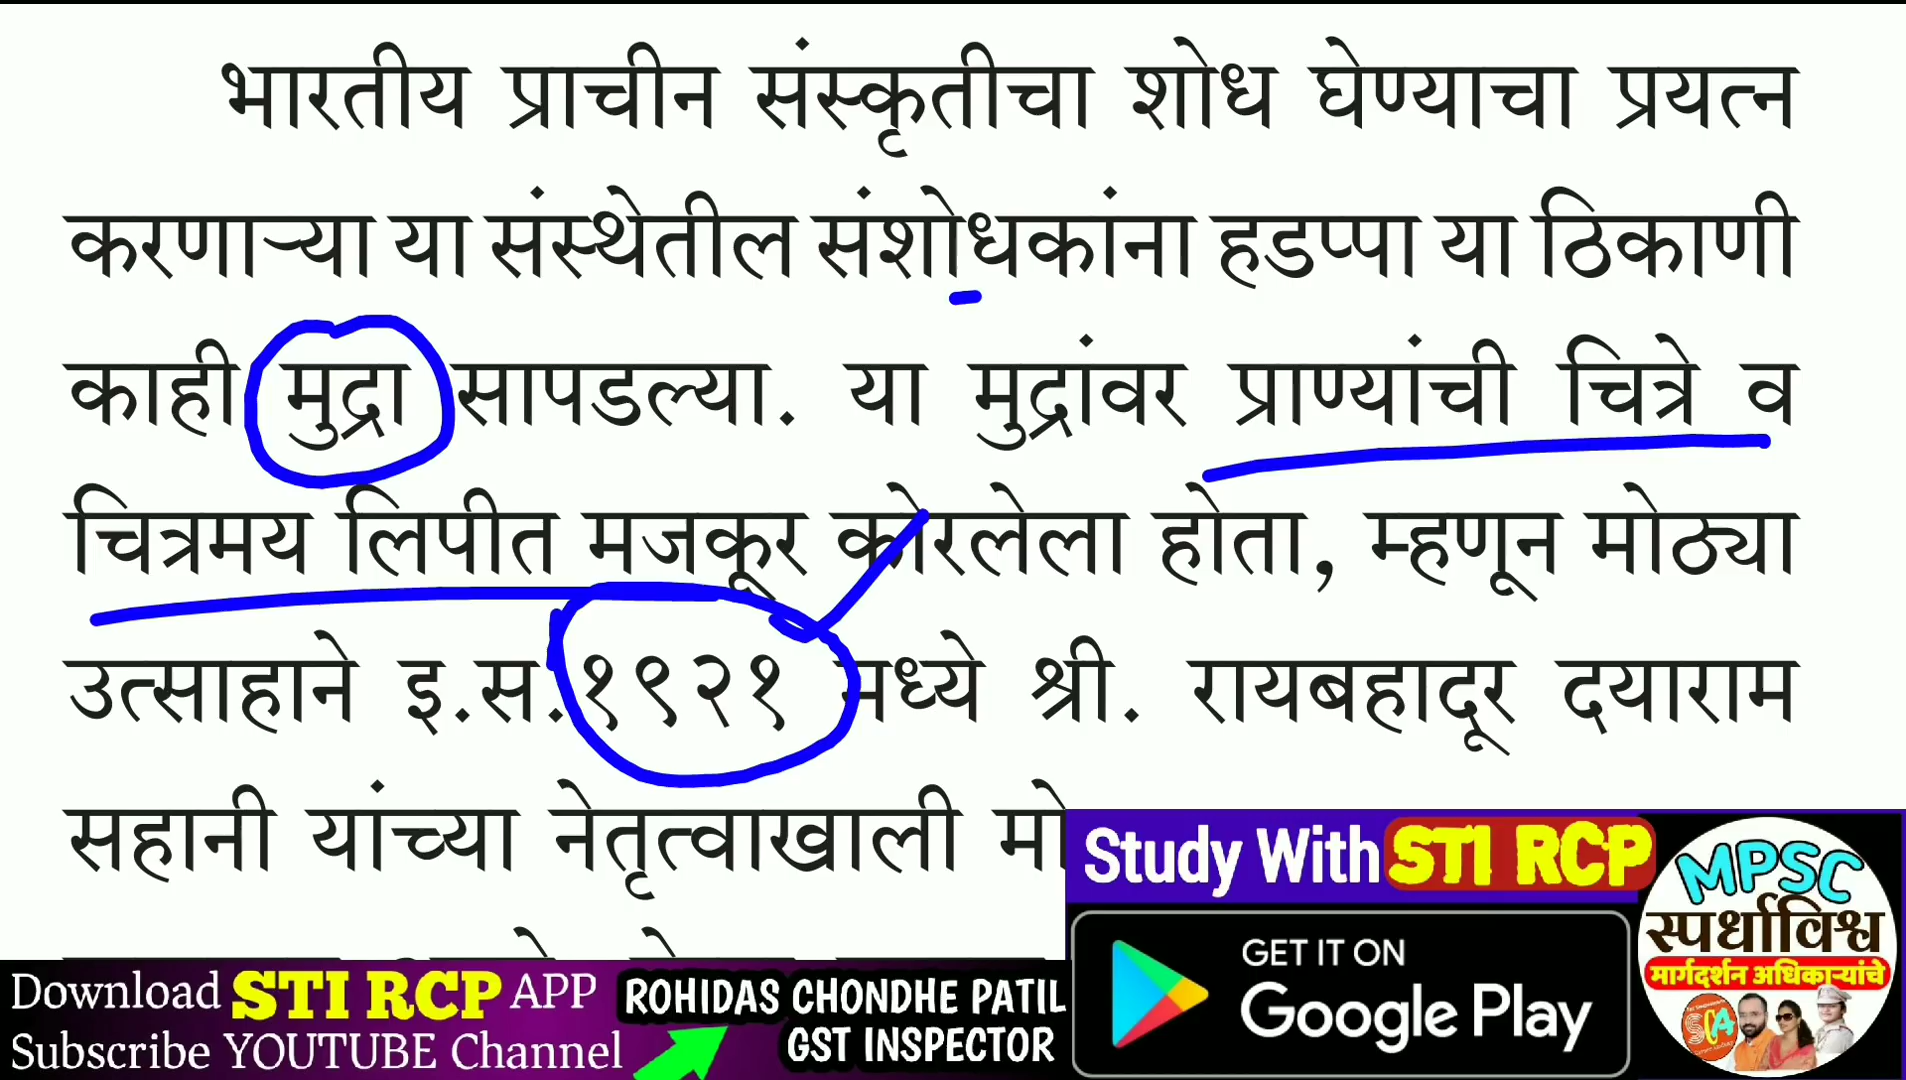 भारतीय प्राचीन संस्कृतीचा शोध घेण्याचा प्रयत्न
करणाऱ्या या संस्थेतील संशोधकांना हडप्पा या ठिकाणी
काही मुद्रा सापडल्या. या मुद्रांवर प्राण्यांची चित्रे व
चित्रमय लिपीत मजकूर कोरलेला होता, म्हणून मोठ्या
उत्साहाने इ.स.१९२१ मध्ये श्री. रायबहादूर दयाराम
सहानी यांच्या नेतृत्वाखाली
Study With STI RCP
GET IT ON
Google Play
MPSC
स्पर्धाविश्व
मार्गदर्शन अधिकाऱ्यांचे
Download STI RCP APP
Subscribe YOUTUBE Channel
ROHIDAS CHONDHE PATIL
GST INSPECTOR